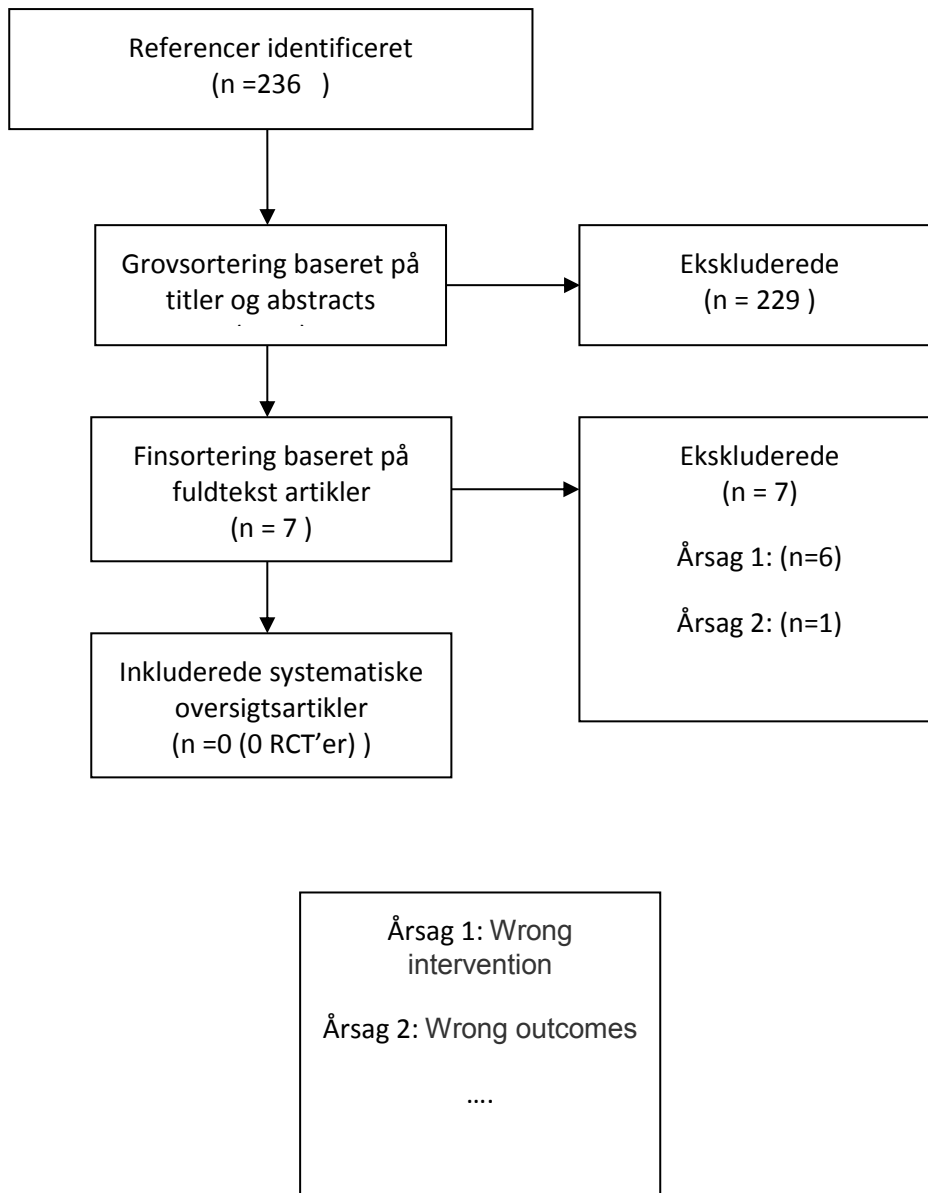 Referencer identificeret
(n =236 )
Grovsortering baseret på
titler og abstracts
Ekskluderede
(n = 229 )
Finsortering baseret på
fuldtekst artikler
(n = 7 )
Ekskluderede
(n = 7)
Årsag 1: (n=6)
Årsag 2: (n=1)
Inkluderede systematiske
oversigtsartikler
(n =0 (0 RCT’er) )
Årsag 1: Wrong
intervention
Årsag 2: Wrong outcomes
....